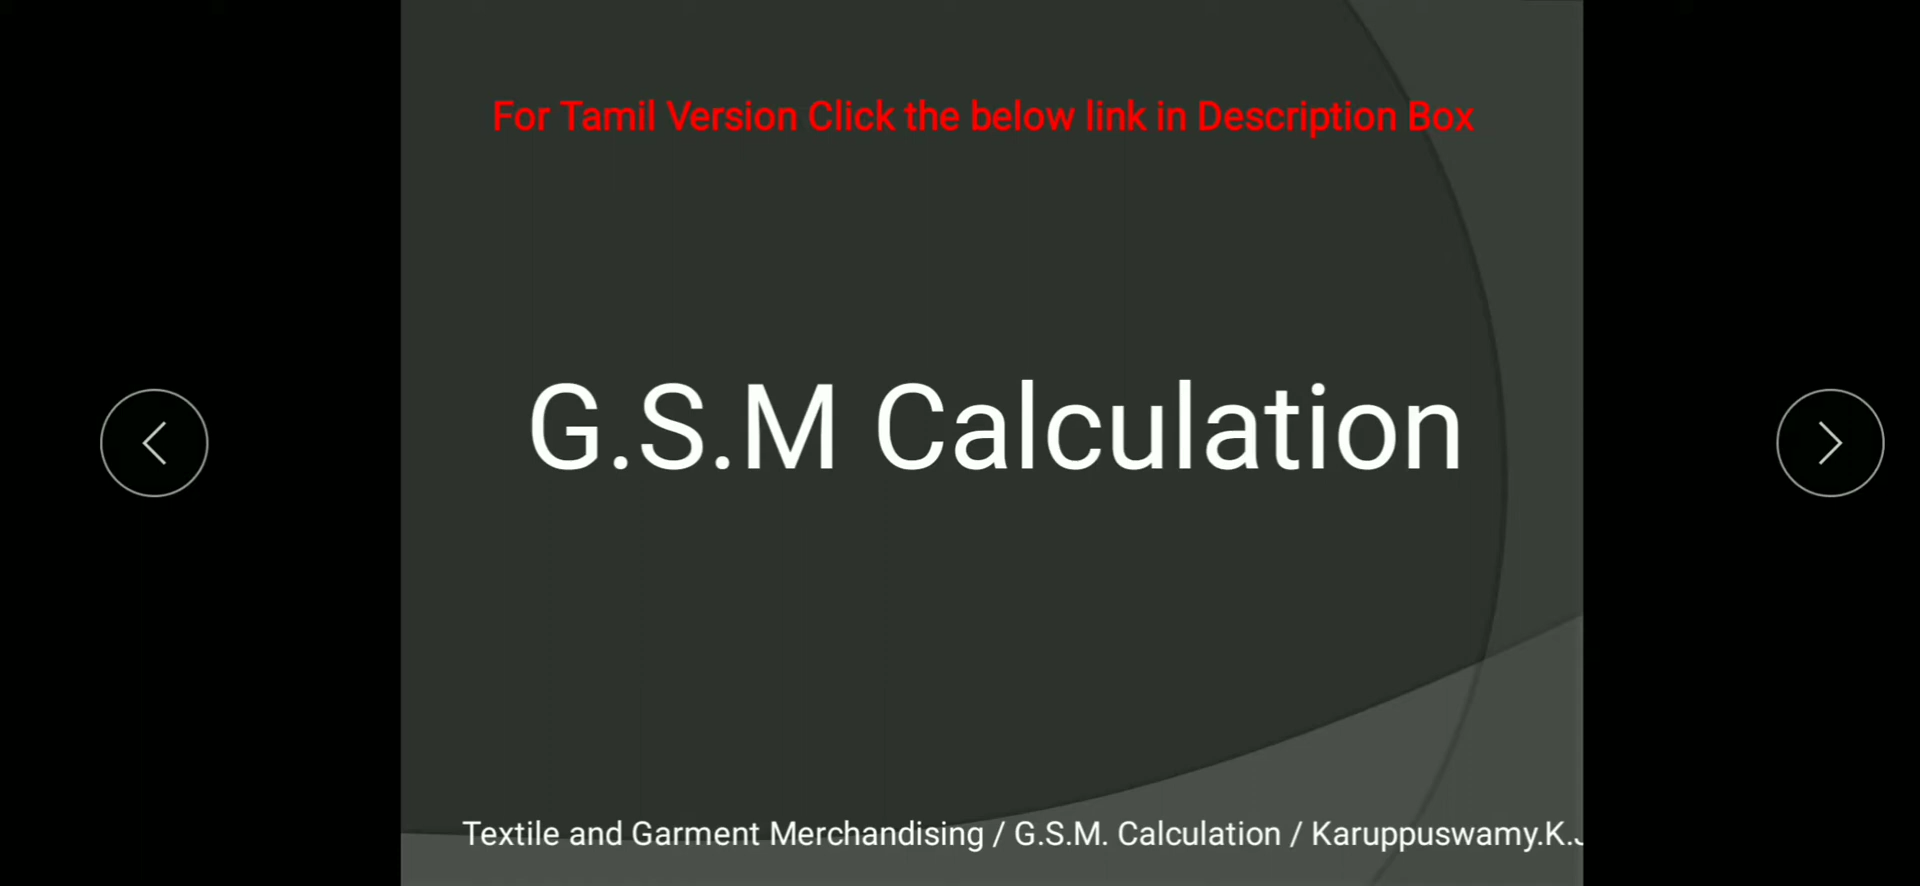 For Tamil Version Click the below link in Description Box
G.S.M Calculation
Textile and Garment Merchandising / G.S.M. Calculation / Karuppuswamy.K.